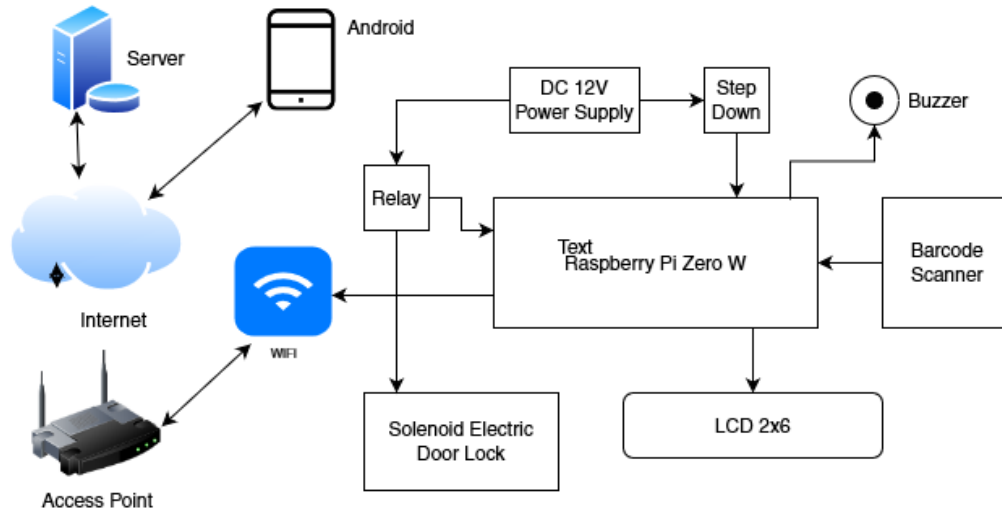 Server
Android
DC 12V
Power Supply
Step
Down
Buzzer
Relay
Text
Raspberry Pi Zero W
Barcode
Scanner
Internet
WIFI
Solenoid Electric
Door Lock
LCD 2x6
Access Point